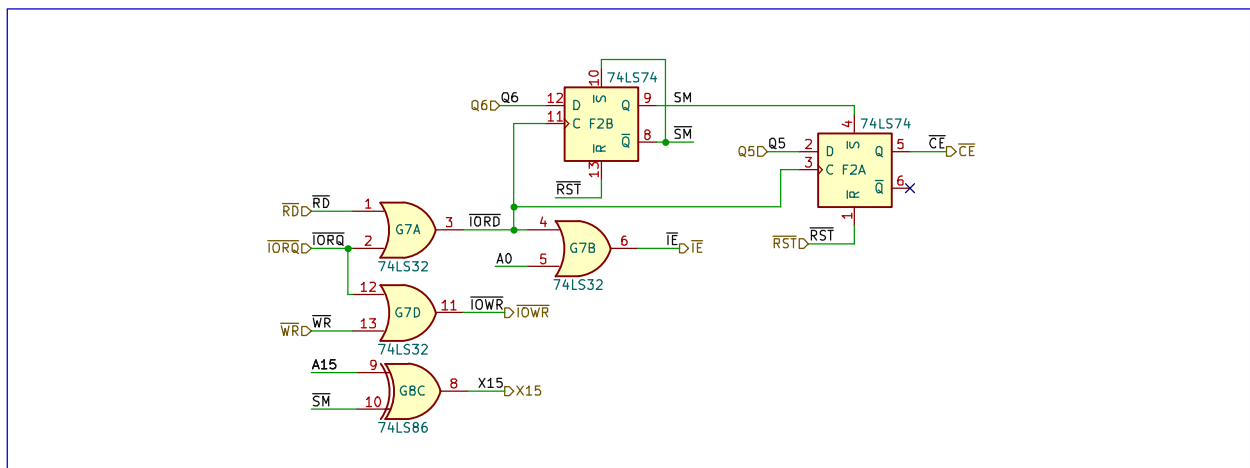 10 74LS74
Q6 Q6 12 D S̅ Q 9 SM
11 C F2B
Q̅ 8 S̅M̅
R̅
13
R̅S̅T̅
4 74LS74
Q5 Q5 2 D S̅ Q 5 C̅E̅ C̅E̅
3 C F2A
Q̅ 6
R̅
1
R̅S̅T̅ R̅S̅T̅
R̅D̅ R̅D̅ 1
G7A 3 I̅O̅R̅D̅
I̅O̅R̅Q̅ I̅O̅R̅Q̅ 2
74LS32
4
G7B 6 I̅E̅ I̅E̅
A0 5
74LS32
12
G7D 11 I̅O̅W̅R̅ I̅O̅W̅R̅
W̅R̅ W̅R̅ 13
74LS32
A15 9
G8C 8 X15 X15
S̅M̅ 10
74LS86